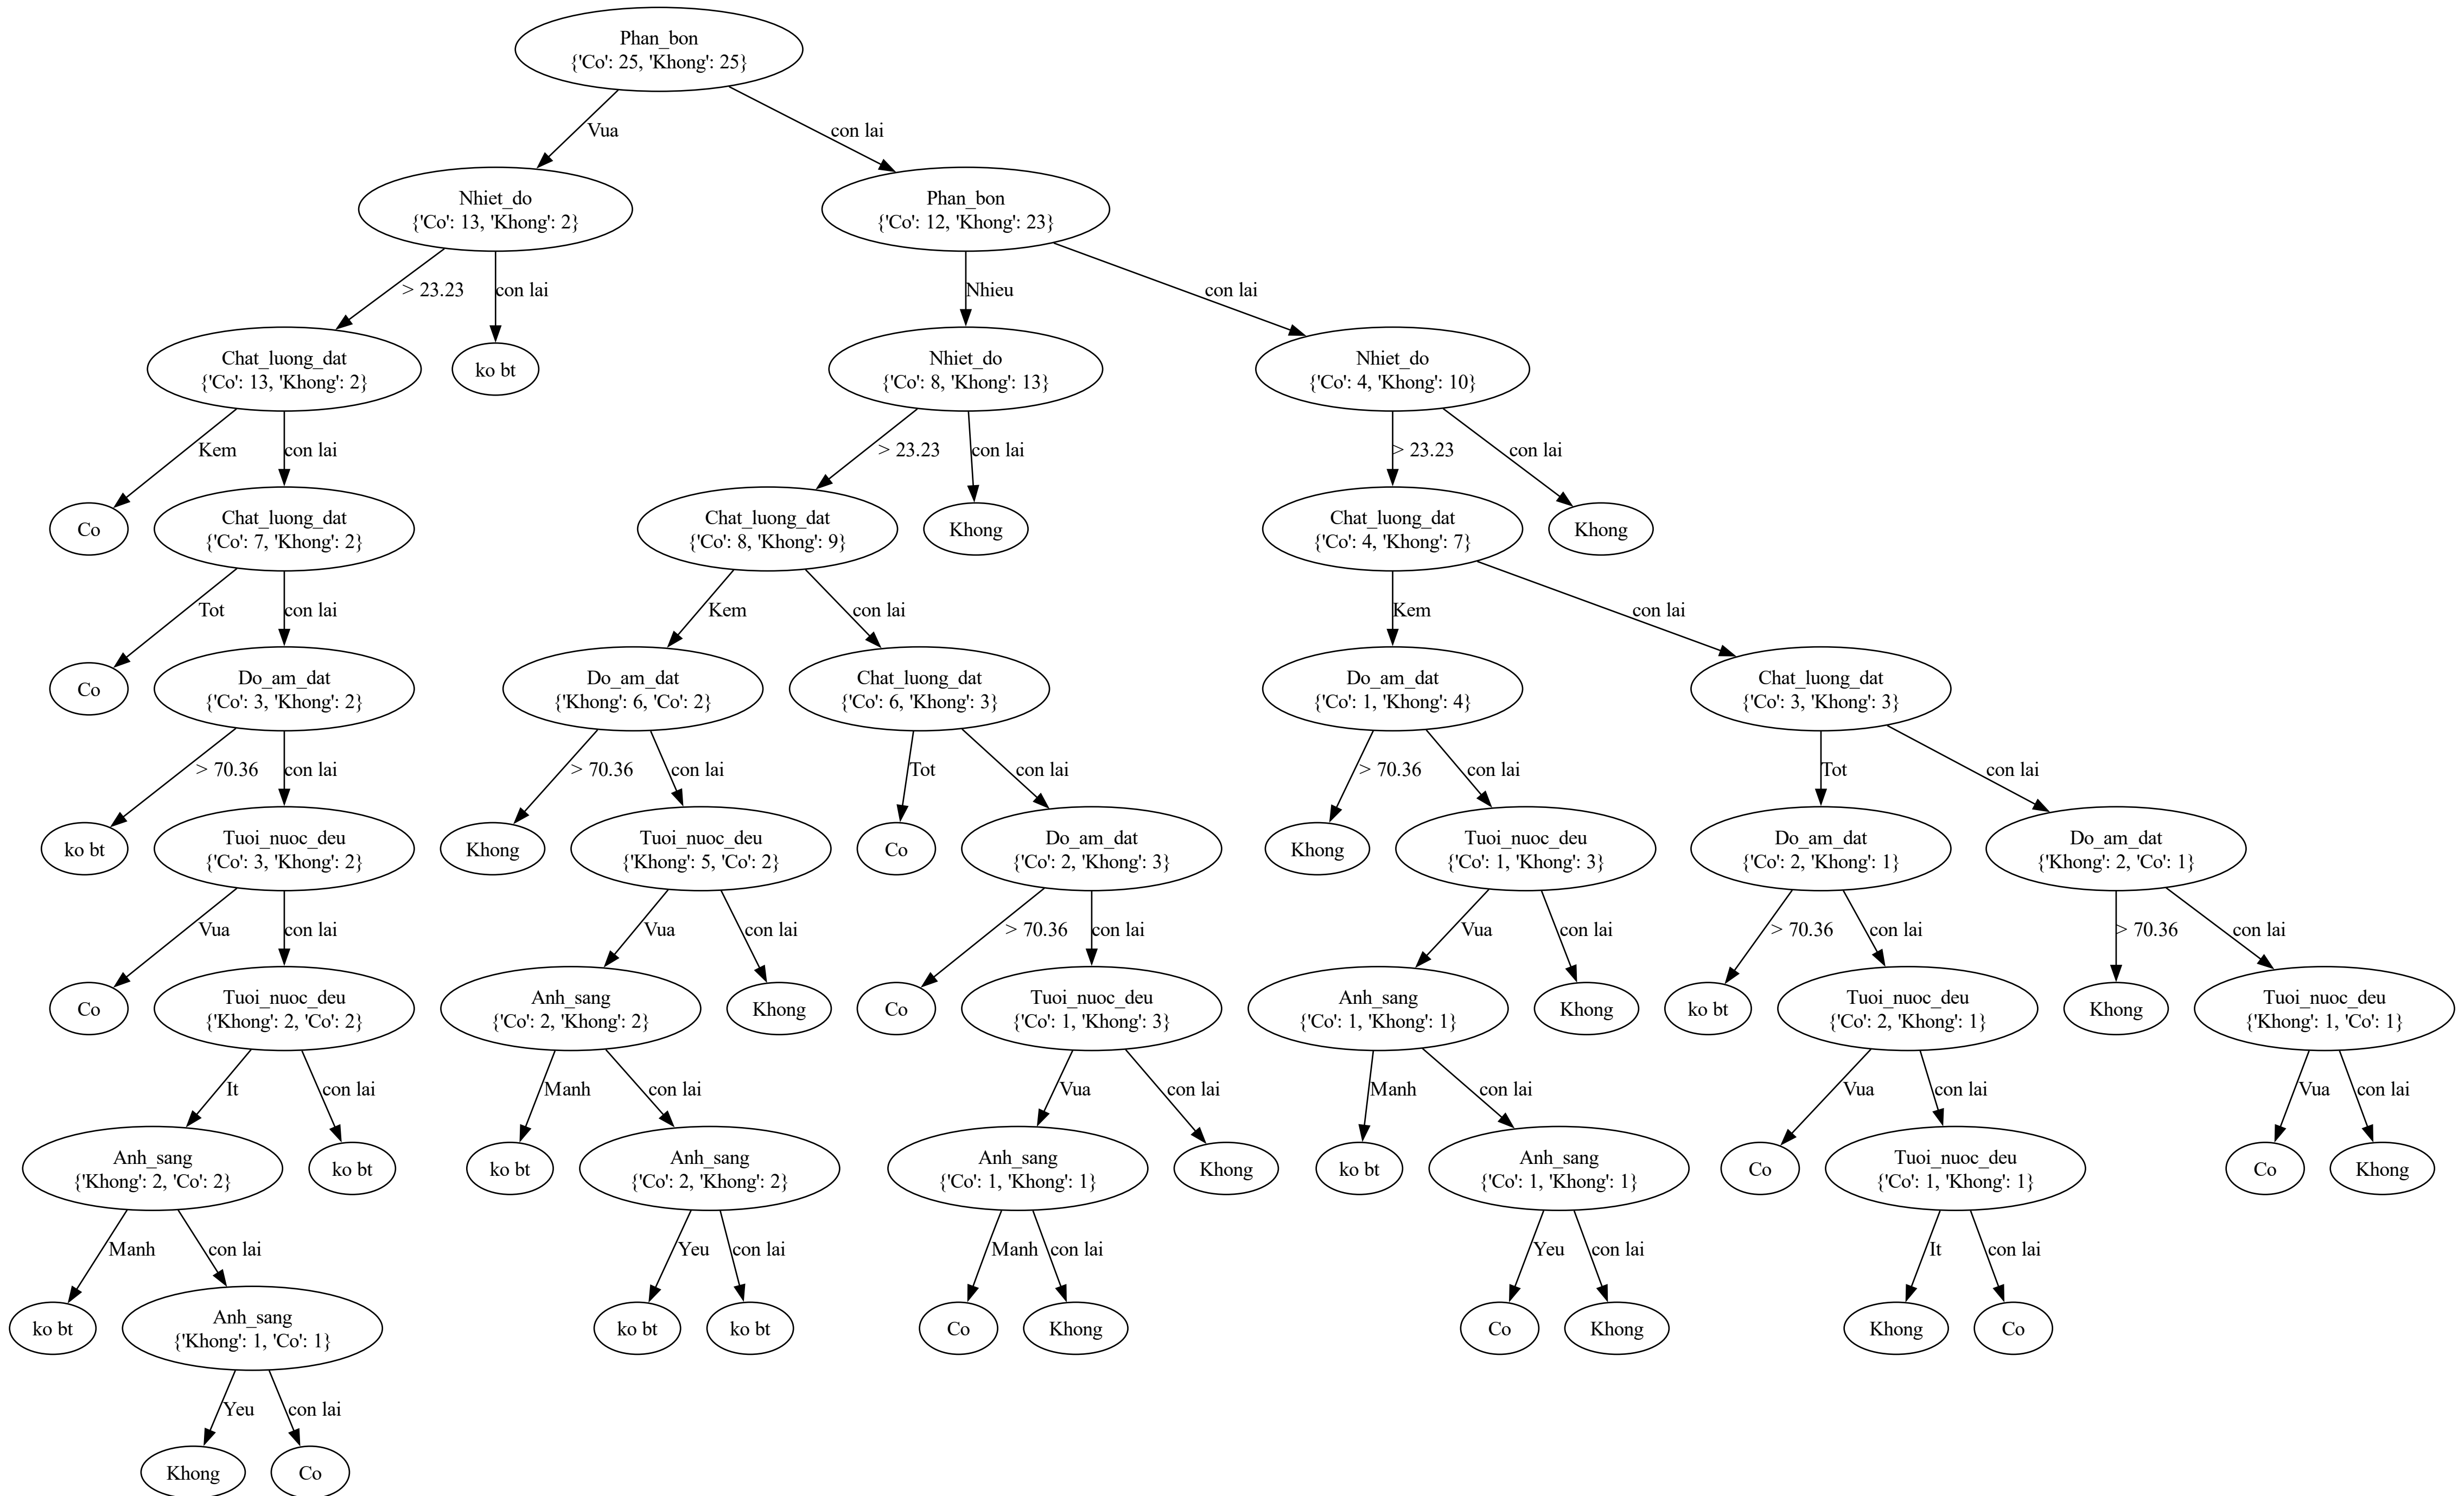 Phan_bon
{'Co': 25, 'Khong': 25}
Vua
con lai
Nhiet_do
{'Co': 13, 'Khong': 2}
Phan_bon
{'Co': 12, 'Khong': 23}
> 23.23
con lai
Nhieu
con lai
Chat_luong_dat
{'Co': 13, 'Khong': 2}
ko bt
Nhiet_do
{'Co': 8, 'Khong': 13}
Nhiet_do
{'Co': 4, 'Khong': 10}
Kem
con lai
> 23.23
con lai
> 23.23
con lai
Co
Chat_luong_dat
{'Co': 7, 'Khong': 2}
Chat_luong_dat
{'Co': 8, 'Khong': 9}
Khong
Chat_luong_dat
{'Co': 4, 'Khong': 7}
Khong
Tot
con lai
Kem
con lai
Kem
con lai
Co
Do_am_dat
{'Co': 3, 'Khong': 2}
Do_am_dat
{'Khong': 6, 'Co': 2}
Chat_luong_dat
{'Co': 6, 'Khong': 3}
Do_am_dat
{'Co': 1, 'Khong': 4}
Chat_luong_dat
{'Co': 3, 'Khong': 3}
> 70.36
con lai
> 70.36
con lai
Tot
con lai
> 70.36
con lai
Tot
con lai
ko bt
Tuoi_nuoc_deu
{'Co': 3, 'Khong': 2}
Khong
Tuoi_nuoc_deu
{'Khong': 5, 'Co': 2}
Co
Do_am_dat
{'Co': 2, 'Khong': 3}
Khong
Tuoi_nuoc_deu
{'Co': 1, 'Khong': 3}
Do_am_dat
{'Co': 2, 'Khong': 1}
Do_am_dat
{'Khong': 2, 'Co': 1}
Vua
con lai
Vua
con lai
> 70.36
con lai
Vua
con lai
> 70.36
con lai
> 70.36
con lai
Co
Tuoi_nuoc_deu
{'Khong': 2, 'Co': 2}
Anh_sang
{'Co': 2, 'Khong': 2}
Khong
Co
Tuoi_nuoc_deu
{'Co': 1, 'Khong': 3}
Anh_sang
{'Co': 1, 'Khong': 1}
Khong
ko bt
Tuoi_nuoc_deu
{'Co': 2, 'Khong': 1}
Khong
Tuoi_nuoc_deu
{'Khong': 1, 'Co': 1}
It
con lai
Manh
con lai
Vua
con lai
Manh
con lai
Vua
con lai
Vua
con lai
Anh_sang
{'Khong': 2, 'Co': 2}
ko bt
ko bt
Anh_sang
{'Co': 2, 'Khong': 2}
Anh_sang
{'Co': 1, 'Khong': 1}
Khong
ko bt
Anh_sang
{'Co': 1, 'Khong': 1}
Co
Tuoi_nuoc_deu
{'Co': 1, 'Khong': 1}
Co
Khong
Manh
con lai
Yeu
con lai
Manh
con lai
Yeu
con lai
It
con lai
ko bt
Anh_sang
{'Khong': 1, 'Co': 1}
ko bt
ko bt
Co
Khong
Co
Khong
Khong
Co
Yeu
con lai
Khong
Co